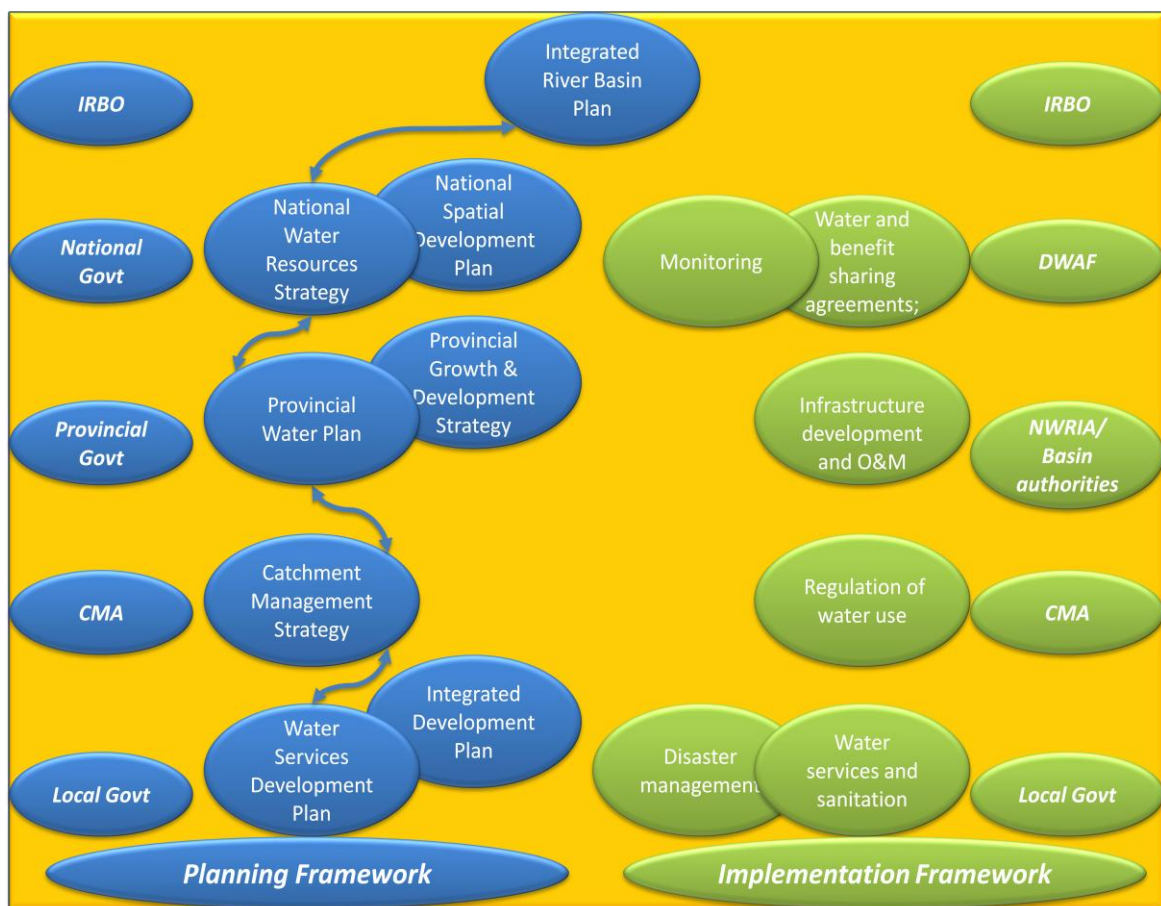 Integrated
River Basin
Plan
IRBO
IRBO
National
Water
Resources
Strategy
National
Spatial
Development
Plan
National
Govt
Monitoring
Water and
benefit
sharing
agreements;
DWAF
Provincial
Water Plan
Provincial
Growth &
Development
Strategy
Provincial
Govt
Infrastructure
development
and O&M
NWRIA/
Basin
authorities
CMA
Catchment
Management
Strategy
Regulation of
water use
CMA
Local Govt
Water
Services
Development
Plan
Integrated
Development
Plan
Disaster
management
Water
services and
sanitation
Local Govt
Planning Framework
Implementation Framework